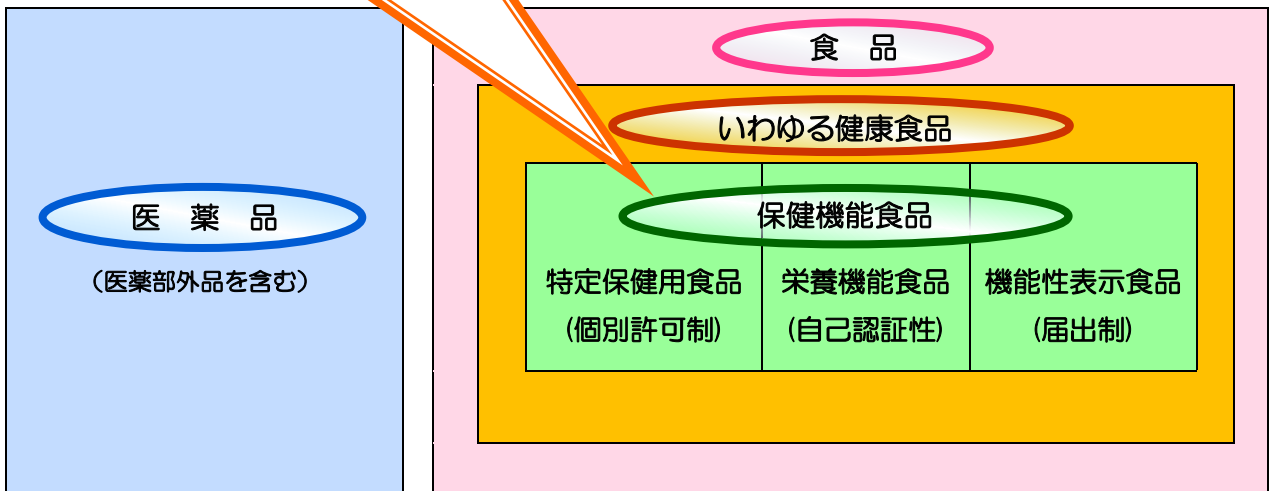 医 薬 品
（医薬部外品を含む）
食 品
いわゆる健康食品
保健機能食品
特定保健用食品
(個別許可制)
栄養機能食品
(自己認証性)
機能性表示食品
(届出制)